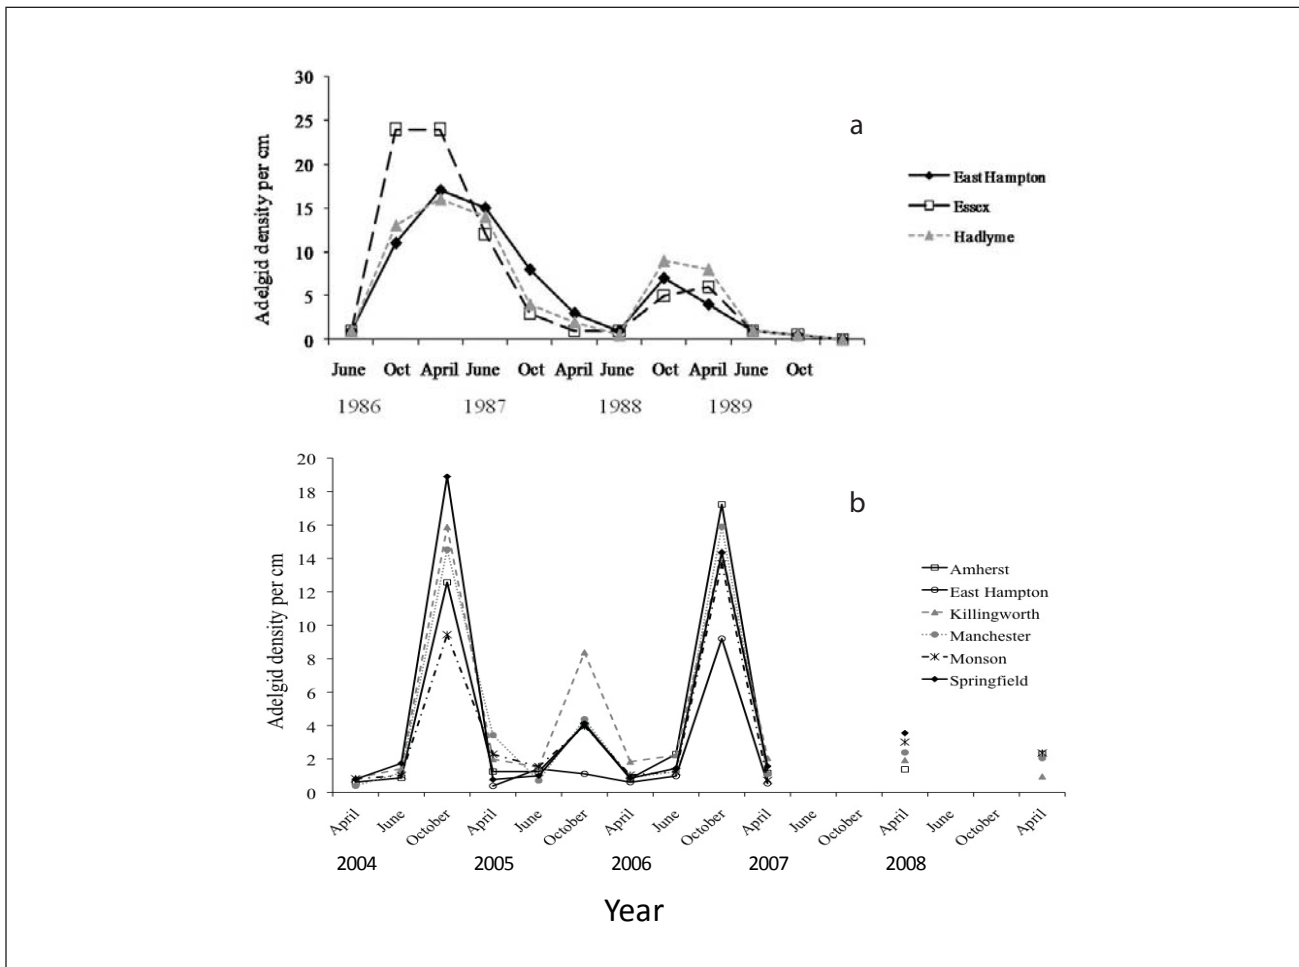 30
25
20
15
10
5
0
Adelgid density per cm
a
East Hampton
Essex
Hadlyme
June Oct April June Oct April June Oct April June Oct
1986 1987 1988 1989
20
18
16
14
12
10
8
6
4
2
0
Adelgid density per cm
b
Amherst
East Hampton
Killingworth
Manchester
Monson
Springfield
April June October April June October April June October April June October April June October April
2004 2005 2006 2007 2008
Year